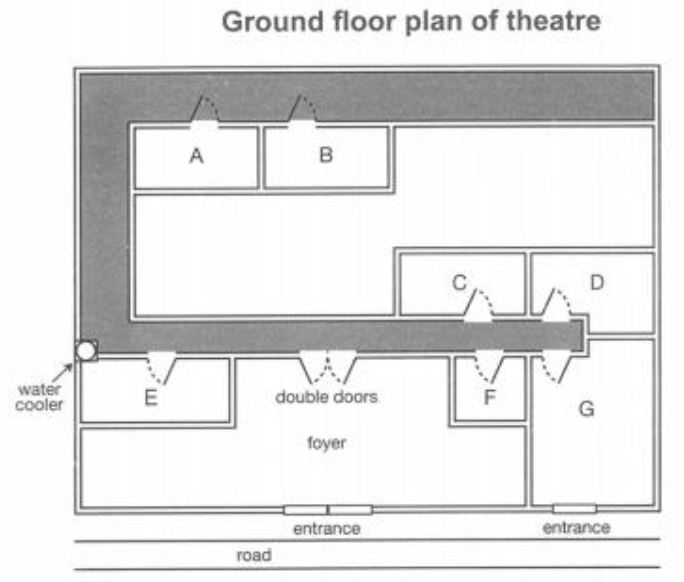 Ground floor plan of theatre
A
B
C
D
water
cooler
E
double doors
F
G
foyer
entrance
entrance
road